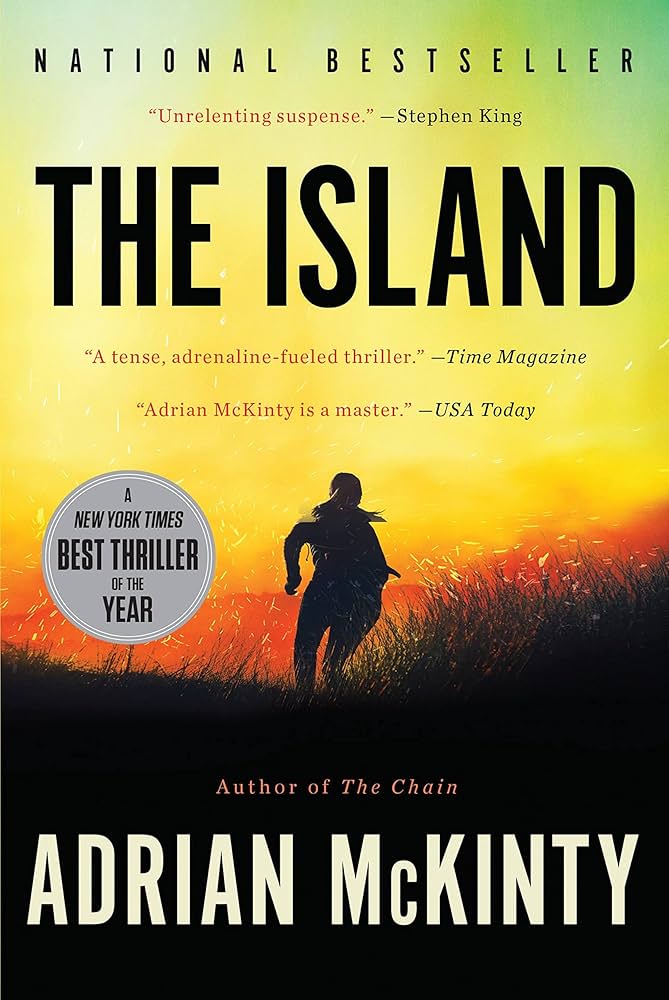 NATIONAL BESTSELLER
“Unrelenting suspense.” —Stephen King
THE ISLAND
“A tense, adrenaline-fueled thriller.” —Time Magazine
“Adrian McKinty is a master.” —USA Today
A
NEW YORK TIMES
BEST THRILLER
OF THE
YEAR
Author of The Chain
ADRIAN McKINTY